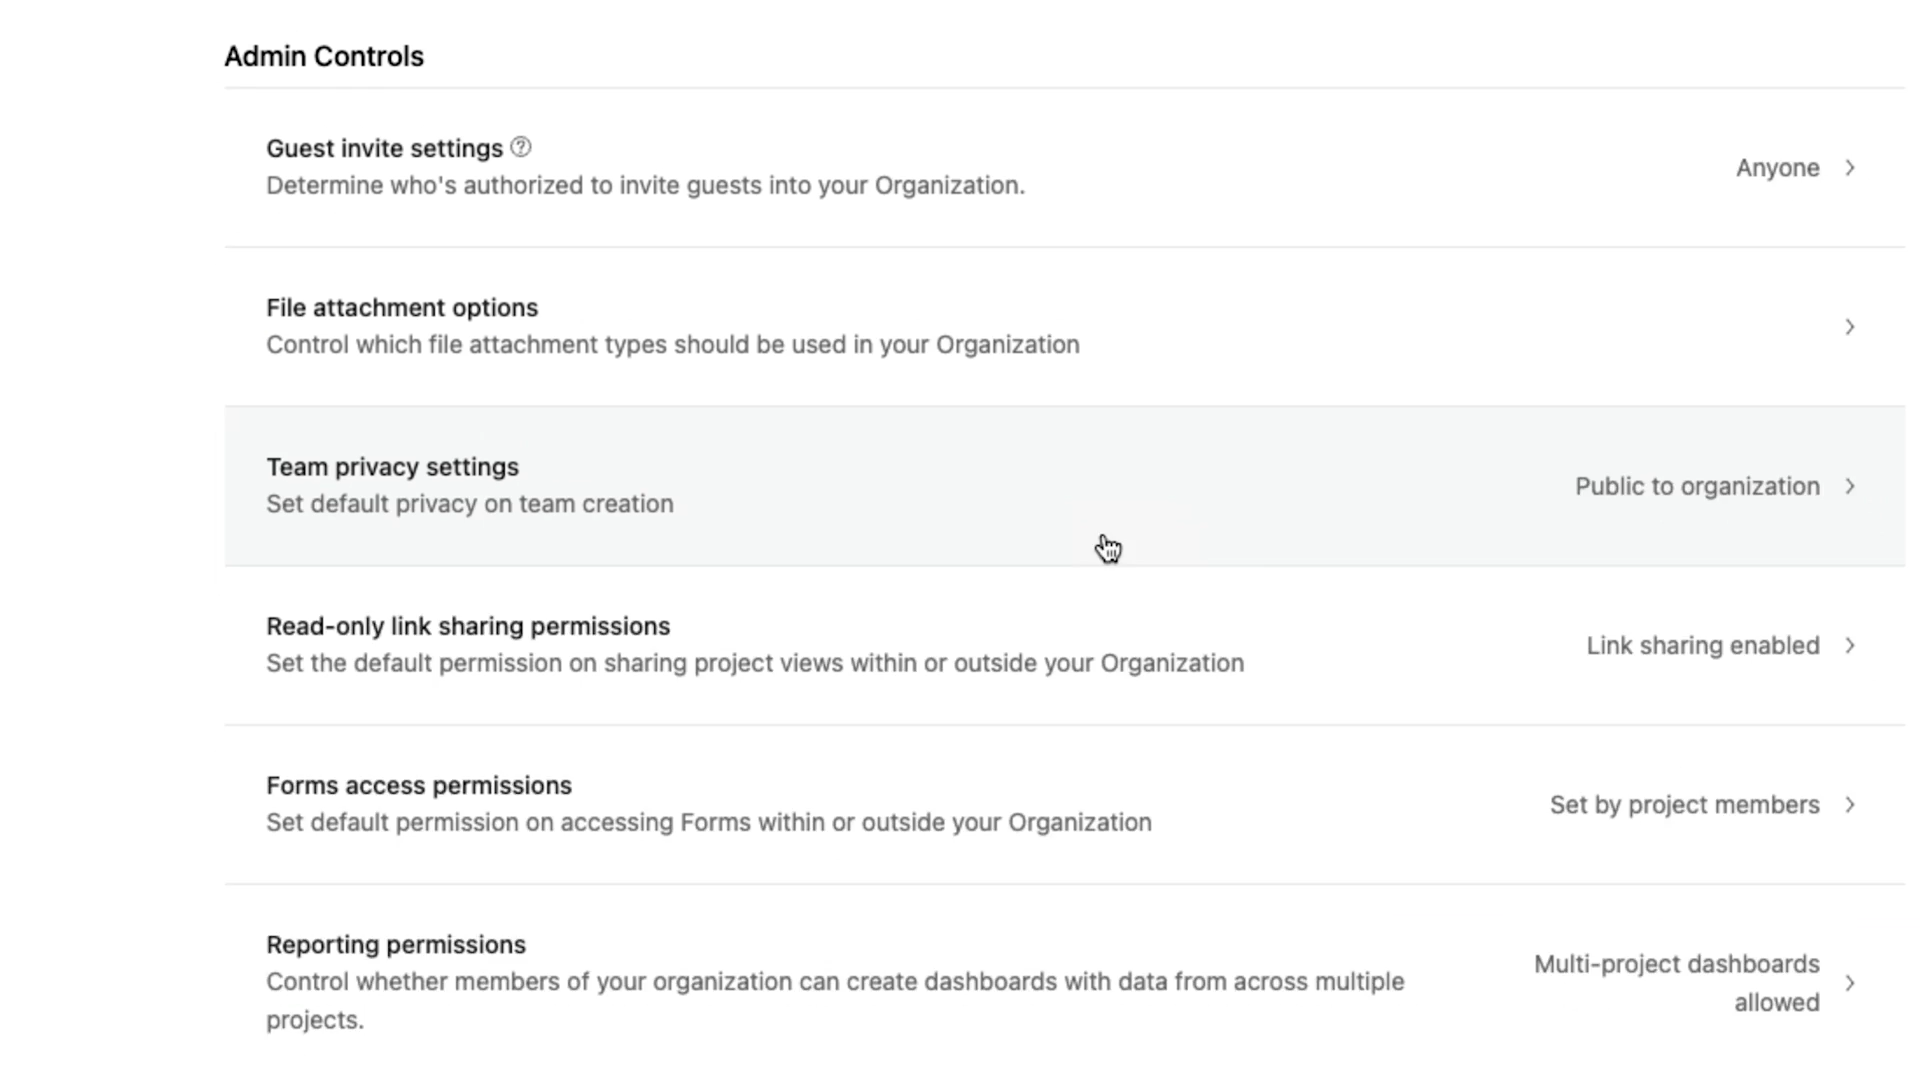 Admin Controls
Guest invite settings
Determine who's authorized to invite guests into your Organization.
Anyone
File attachment options
Control which file attachment types should be used in your Organization
Team privacy settings
Set default privacy on team creation
Public to organization
Read-only link sharing permissions
Set the default permission on sharing project views within or outside your Organization
Link sharing enabled
Forms access permissions
Set default permission on accessing Forms within or outside your Organization
Set by project members
Reporting permissions
Control whether members of your organization can create dashboards with data from across multiple
projects.
Multi-project dashboards
allowed